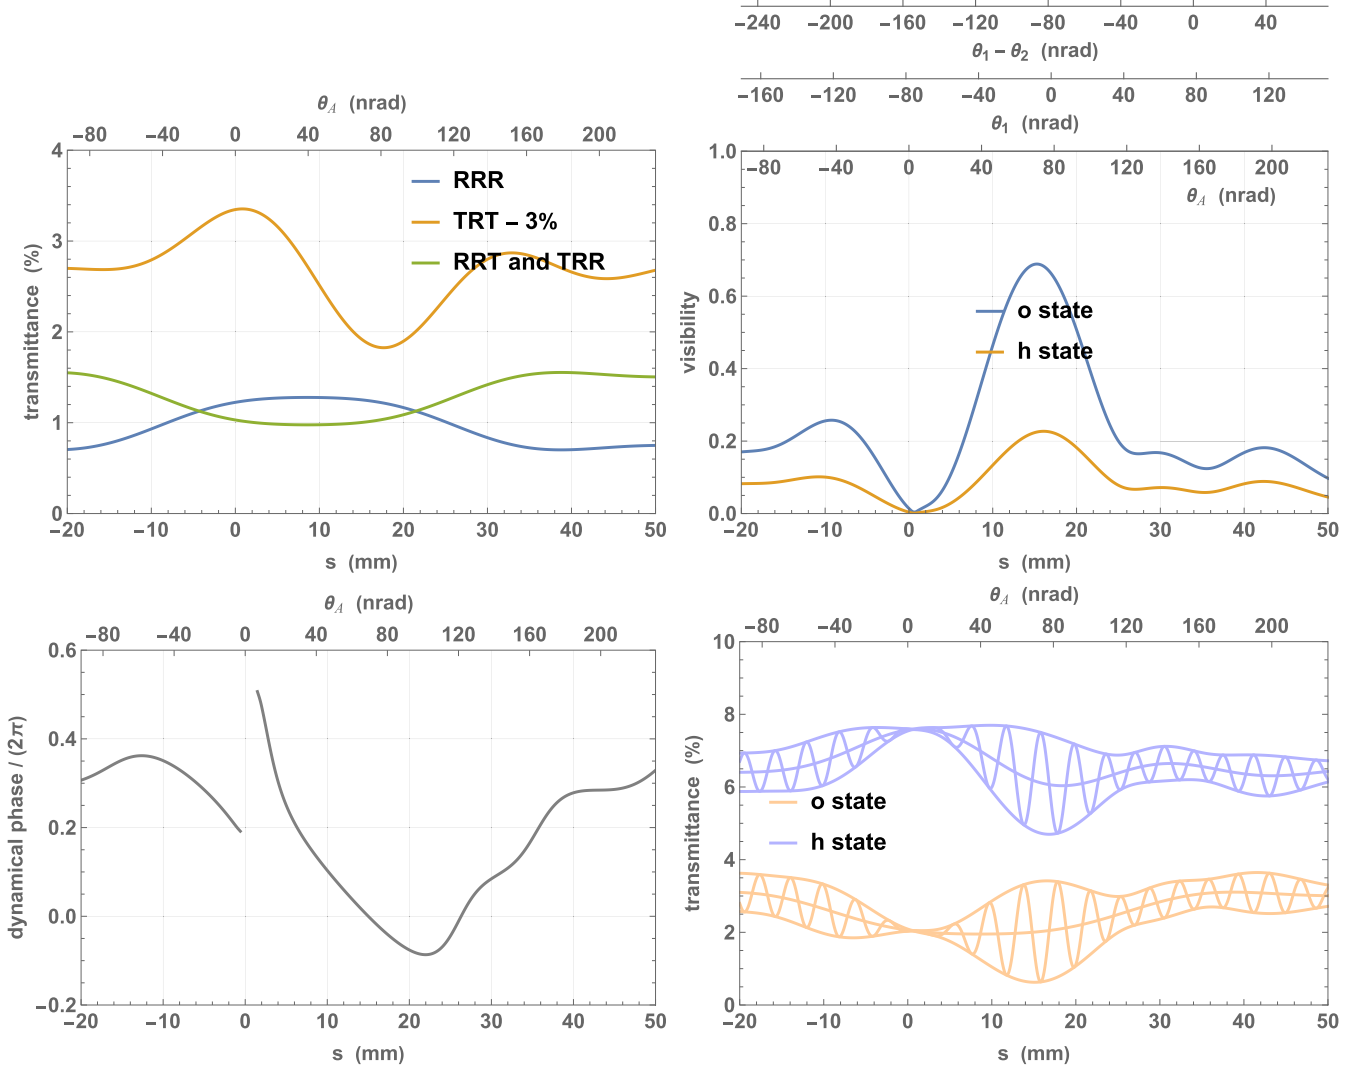 −240 −200 −160 −120 −80 −40 0 40
θ1 − θ2 (nrad)
−160 −120 −80 −40 0 40 80 120
θ1 (nrad)
θA (nrad)
−80 −40 0 40 80 120 160 200
4
3
2
1
0
transmittance (%)
RRR
TRT − 3%
RRT and TRR
−20 −10 0 10 20 30 40 50
s (mm)
1.0
0.8
0.6
0.4
0.2
0.0
visibility
−80 −40 0 40 80 120 160 200
θA (nrad)
o state
h state
−20 −10 0 10 20 30 40 50
s (mm)
θA (nrad)
−80 −40 0 40 80 120 160 200
0.6
0.4
0.2
0.0
−0.2
dynamical phase / (2π)
−20 −10 0 10 20 30 40 50
s (mm)
θA (nrad)
−80 −40 0 40 80 120 160 200
10
8
6
4
2
0
transmittance (%)
o state
h state
−20 −10 0 10 20 30 40 50
s (mm)